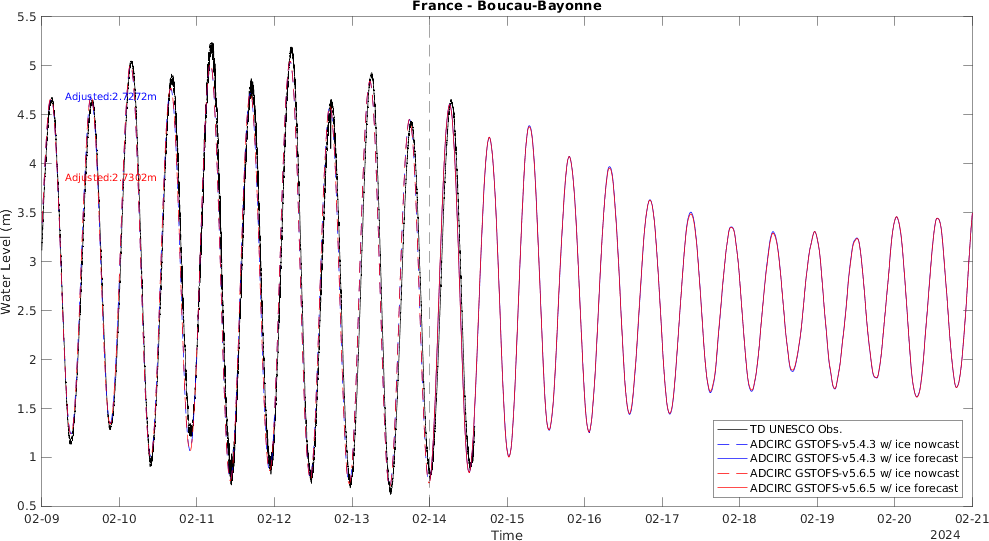 France - Boucau-Bayonne
Water Level (m)
5.5
5
4.5
4
3.5
3
2.5
2
1.5
1
0.5
Adjusted:2.7272m
Adjusted:2.7302m
TD UNESCO Obs.
ADCIRC GSTOFS-v5.4.3 w/ ice nowcast
ADCIRC GSTOFS-v5.4.3 w/ ice forecast
ADCIRC GSTOFS-v5.6.5 w/ ice nowcast
ADCIRC GSTOFS-v5.6.5 w/ ice forecast
02-09 02-10 02-11 02-12 02-13 02-14 02-15 02-16 02-17 02-18 02-19 02-20 02-21
Time
2024